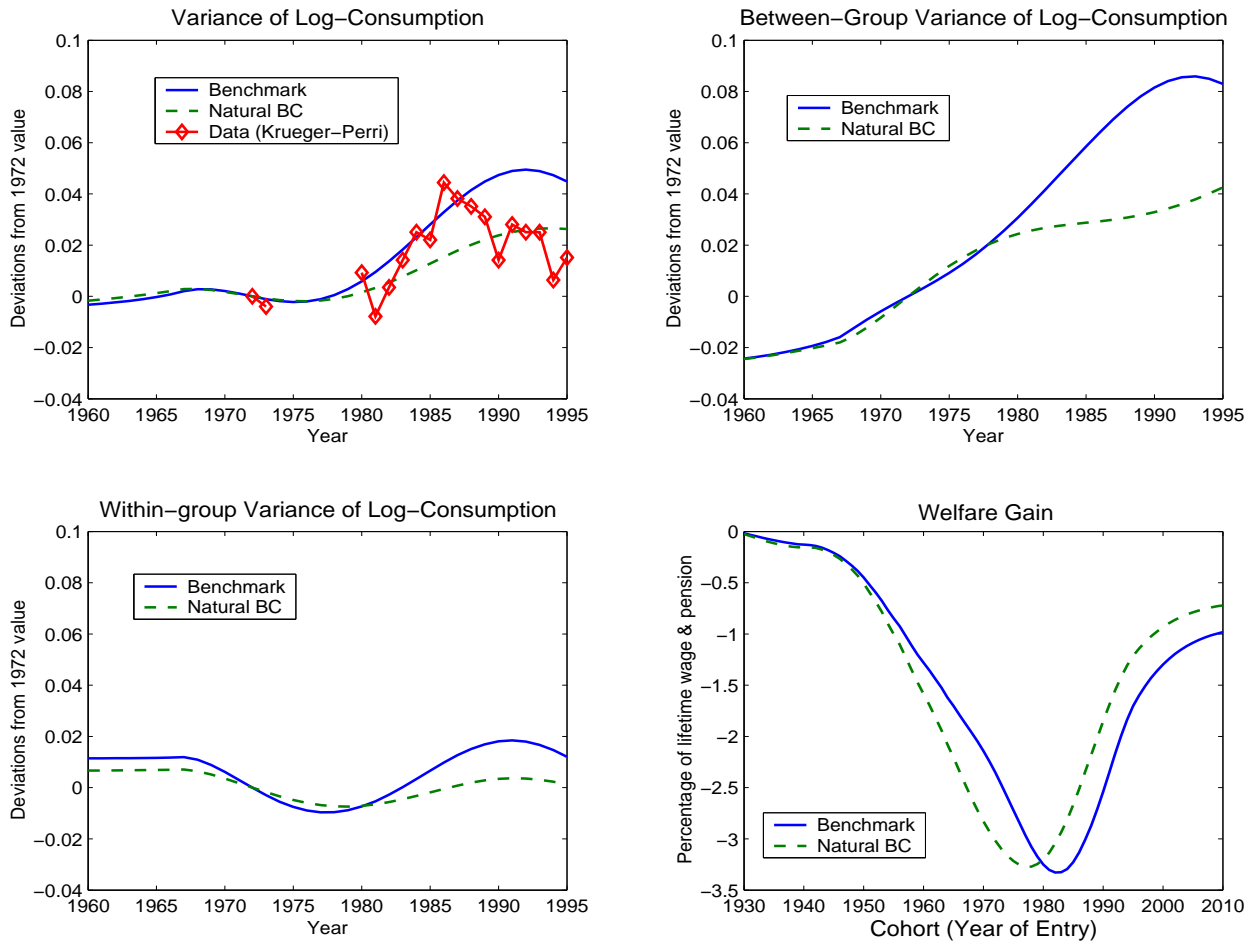 Variance of Log−Consumption
0.1
0.08
0.06
0.04
0.02
0
−0.02
−0.04
Deviations from 1972 value
Benchmark
Natural BC
Data (Krueger−Perri)
1960 1965 1970 1975 1980 1985 1990 1995
Year
Between−Group Variance of Log−Consumption
0.1
0.08
0.06
0.04
0.02
0
−0.02
−0.04
Deviations from 1972 value
Benchmark
Natural BC
1960 1965 1970 1975 1980 1985 1990 1995
Year
Within−group Variance of Log−Consumption
0.1
0.08
0.06
0.04
0.02
0
−0.02
−0.04
Deviations from 1972 value
Benchmark
Natural BC
1960 1965 1970 1975 1980 1985 1990 1995
Year
Welfare Gain
0
−0.5
−1
−1.5
−2
−2.5
−3
−3.5
Percentage of lifetime wage & pension
Benchmark
Natural BC
1930 1940 1950 1960 1970 1980 1990 2000 2010
Cohort (Year of Entry)